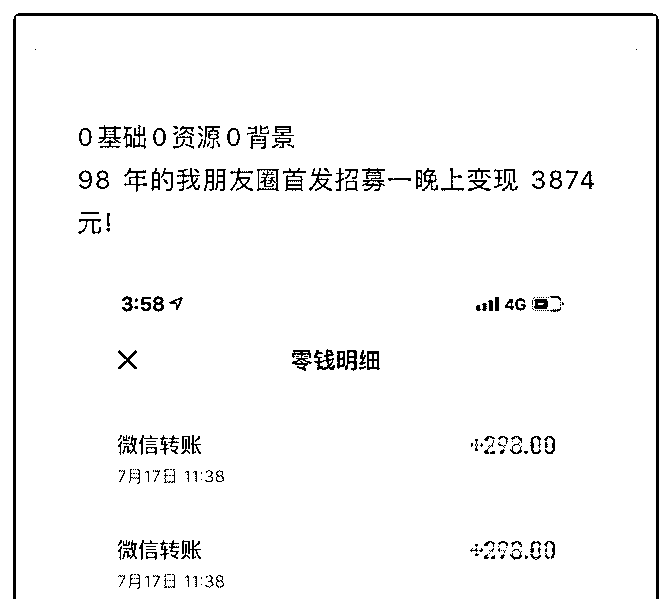 0基础0资源0背景
98 年的我朋友圈首发招募一晚上变现 3874
元!
3:58 4G
零钱明细
微信转账 +298.00
7月17日 11:38
微信转账 +298.00
7月17日 11:38